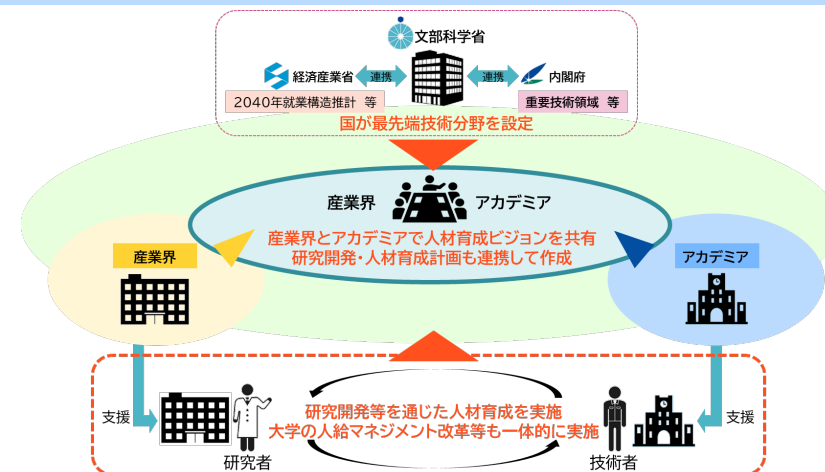 文部科学省
経済産業省
連携
連携
内閣府
2040年就業構造推計 等
重要技術領域 等
国が最先端技術分野を設定
産業界
アカデミア
産業界とアカデミアで人材育成ビジョンを共有
研究開発・人材育成計画も連携して作成
産業界
アカデミア
支援
研究開発等を通じた人材育成を実施
大学の人給マネジメント改革等も一体的に実施
支援
研究者
技術者